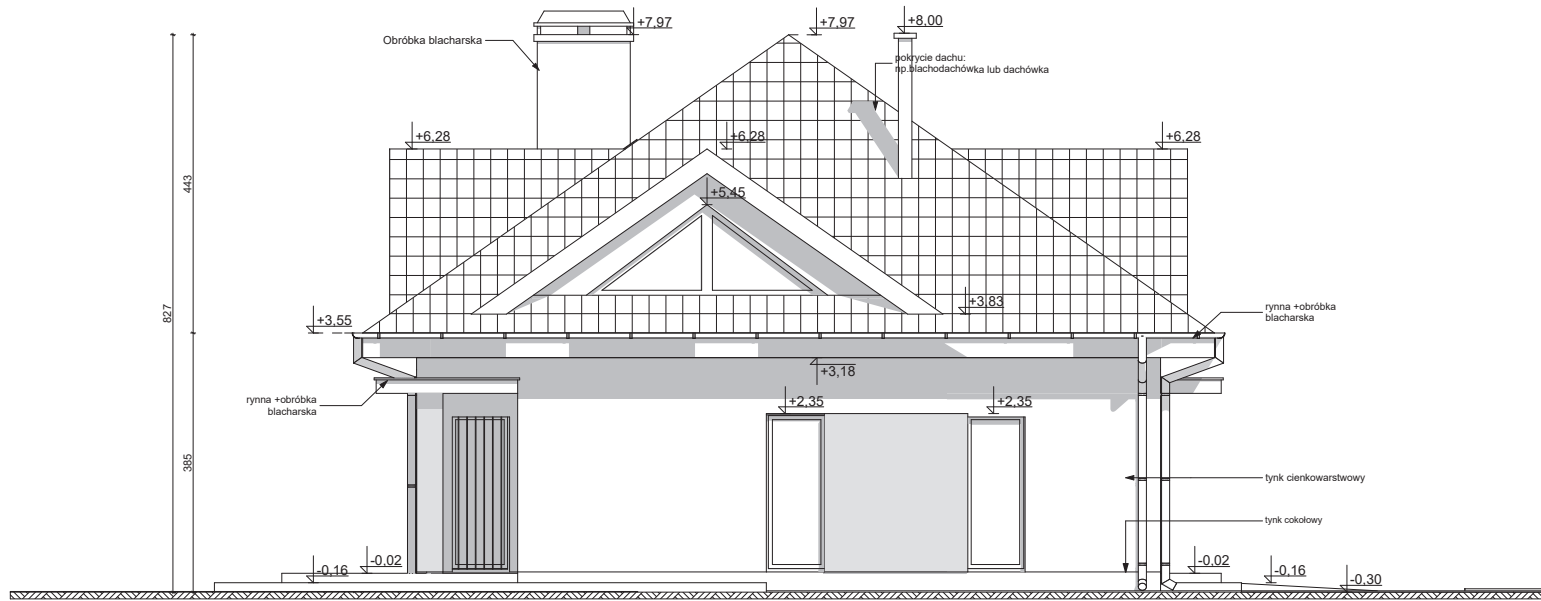 +7,97
+7,97
+8,00
Obróbka blacharska
pokrycie dachu:
np.blachodachówka lub dachówka
+6,28
+6,28
+6,28
443
+5,45
827
+3,83
+3,55
rynna +obróbka
blacharska
+3,18
rynna +obróbka
blacharska
+2,35
+2,35
385
tynk cienkowarstwowy
tynk cokołowy
-0,02
-0,02
-0,16
-0,16
-0,30